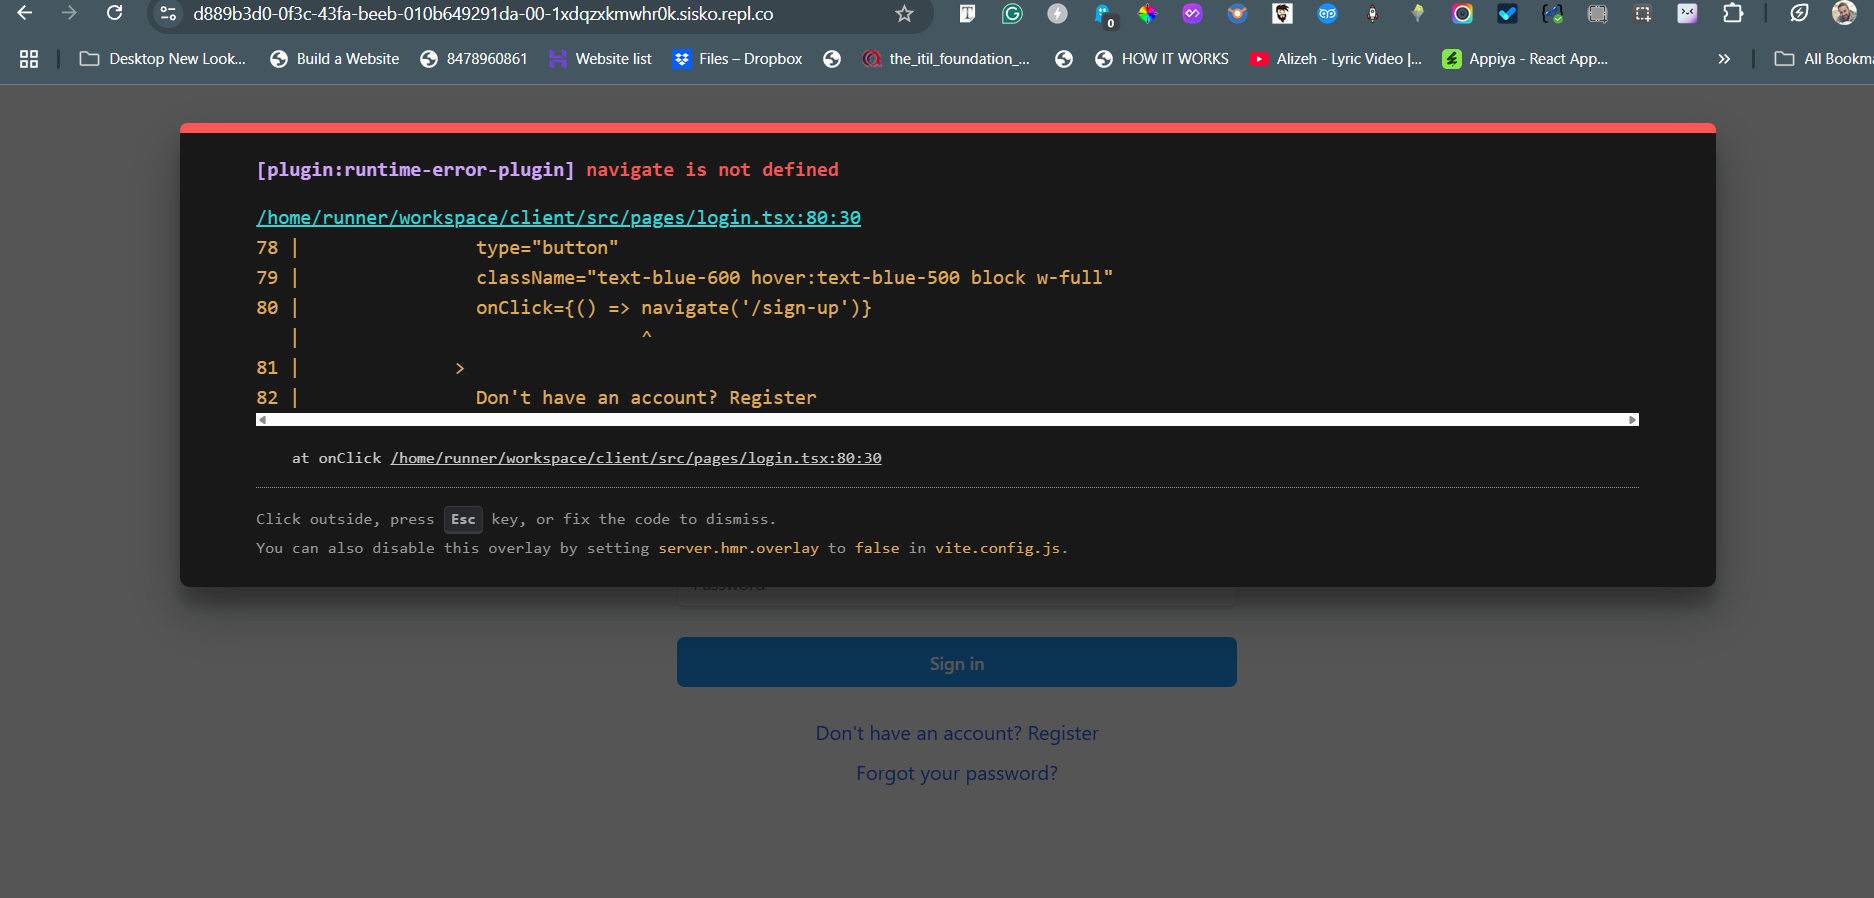 d889b3d0-0f3c-43fa-beeb-010b649291da-00-1xdqzxkmwhr0k.sisko.repl.co
0
Desktop New Look... Build a Website 8478960861 Website list Files – Dropbox the_itil_foundation_... HOW IT WORKS Alizeh - Lyric Video |... Appiya - React App... » All Bookma
[plugin:runtime-error-plugin] navigate is not defined
/home/runner/workspace/client/src/pages/login.tsx:80:30
78 | type="button"
79 | className="text-blue-600 hover:text-blue-500 block w-full"
80 | onClick={() => navigate('/sign-up')}
| ^
81 | >
82 | Don't have an account? Register
at onClick /home/runner/workspace/client/src/pages/login.tsx:80:30
Click outside, press Esc key, or fix the code to dismiss.
You can also disable this overlay by setting server.hmr.overlay to false in vite.config.js.
Password
Sign in
Don't have an account? Register
Forgot your password?